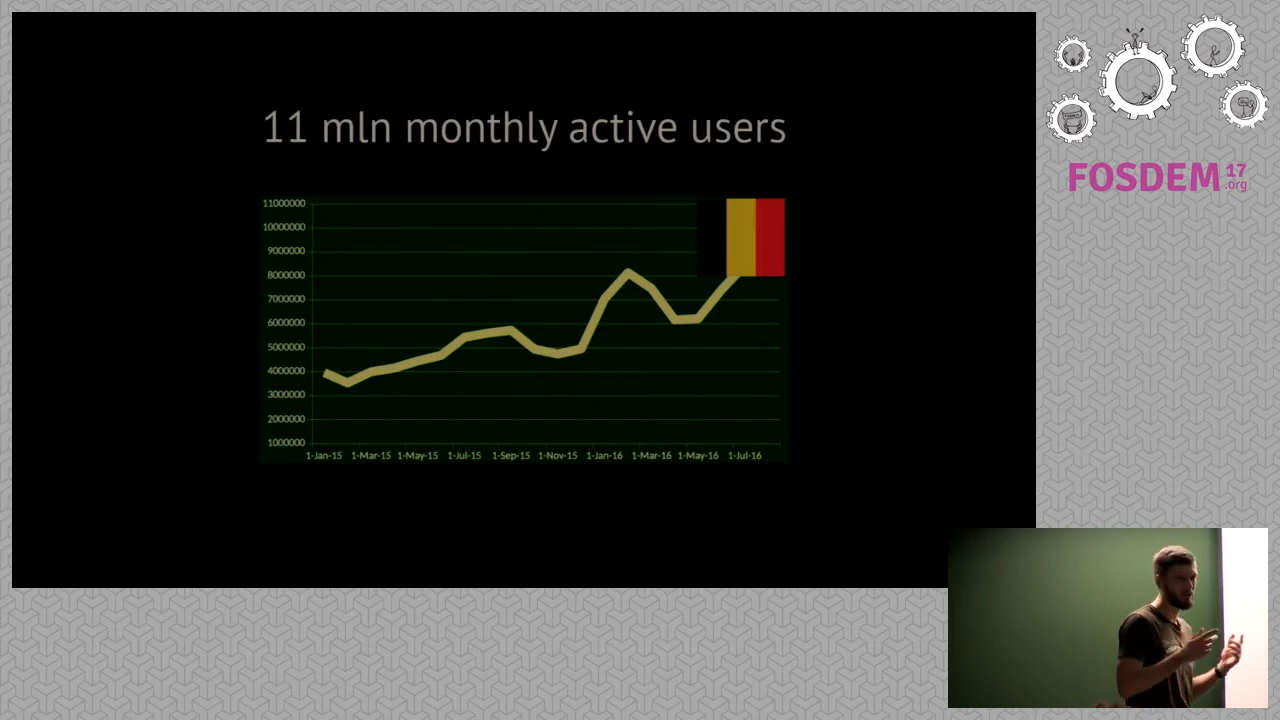 11 mln monthly active users
11000000
10000000
9000000
8000000
7000000
6000000
5000000
4000000
3000000
2000000
1000000
1-Jan-15 1-Mar-15 1-May-15 1-Jul-15 1-Sep-15 1-Nov-15 1-Jan-16 1-Mar-16 1-May-16 1-Jul-16
FOSDEM 17
.org